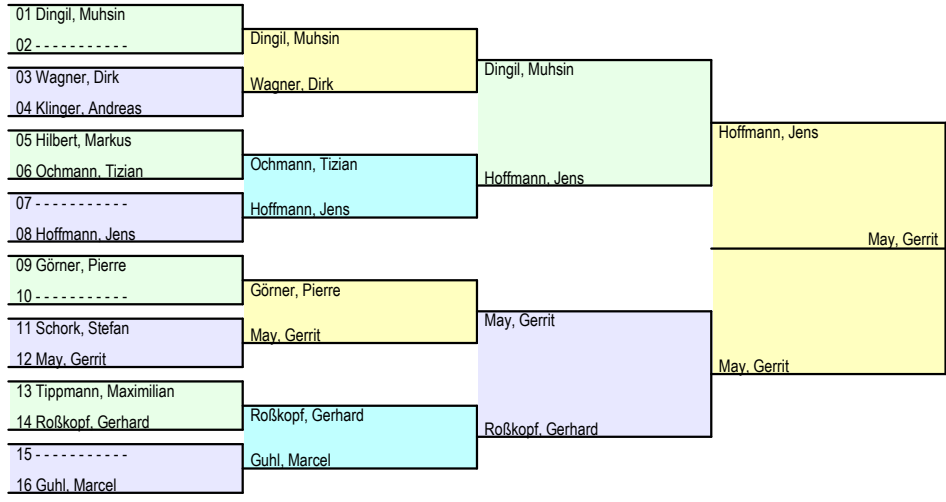 01 Dingil, Muhsin
02 - - - - - - - - - - -
03 Wagner, Dirk
04 Klinger, Andreas
05 Hilbert, Markus
06 Ochmann, Tizian
07 - - - - - - - - - - -
08 Hoffmann, Jens
09 Görner, Pierre
10 - - - - - - - - - - -
11 Schork, Stefan
12 May, Gerrit
13 Tippmann, Maximilian
14 Roßkopf, Gerhard
15 - - - - - - - - - - -
16 Guhl, Marcel
Dingil, Muhsin
Wagner, Dirk
Ochmann, Tizian
Hoffmann, Jens
Görner, Pierre
May, Gerrit
Roßkopf, Gerhard
Guhl, Marcel
Dingil, Muhsin
Hoffmann, Jens
May, Gerrit
Roßkopf, Gerhard
Hoffmann, Jens
May, Gerrit
May, Gerrit